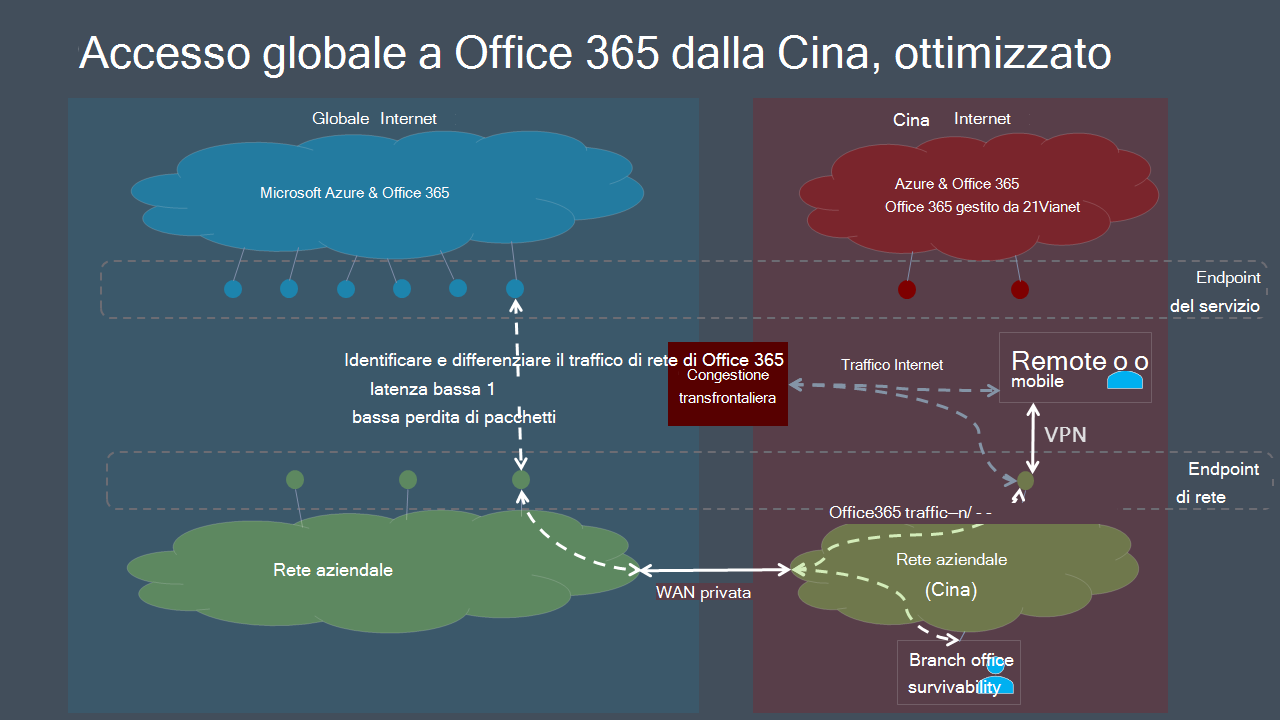 Accesso globale a Office 365 dalla Cina, ottimizzato
Globale Internet
Cina Internet
Microsoft Azure & Office 365
Azure & Office 365
Office 365 gestito da 21Vianet
Endpoint
del servizio
Identificare e differenziare il traffico di rete di Office 365
latenza bassa 1
bassa perdita di pacchetti
Congestione
transfrontaliera
Traffico Internet
Remote o o
mobile
VPN
Endpoint
di rete
Office365 traffic–n/ - -
Rete aziendale
Rete aziendale
(Cina)
WAN privata
Branch office
survivability